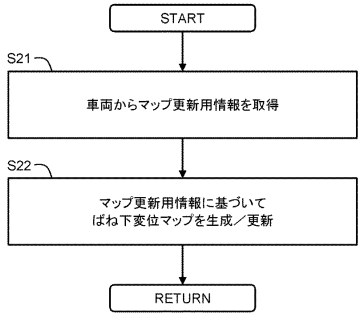 START
S21
車両からマップ更新用情報を取得
S22
マップ更新用情報に基づいて
ばね下変位マップを生成／更新
RETURN